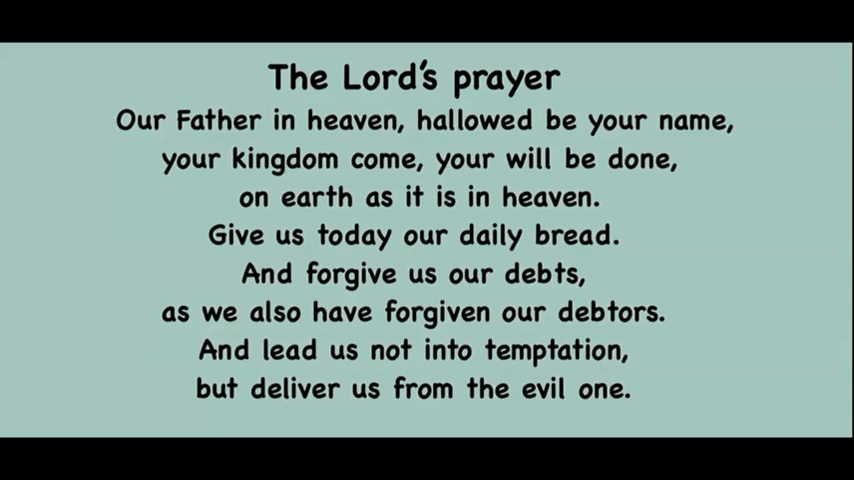 The Lord's prayer
Our Father in heaven, hallowed be your name,
your kingdom come, your will be done,
on earth as it is in heaven.
Give us today our daily bread.
And forgive us our debts,
as we also have forgiven our debtors.
And lead us not into temptation,
but deliver us from the evil one.